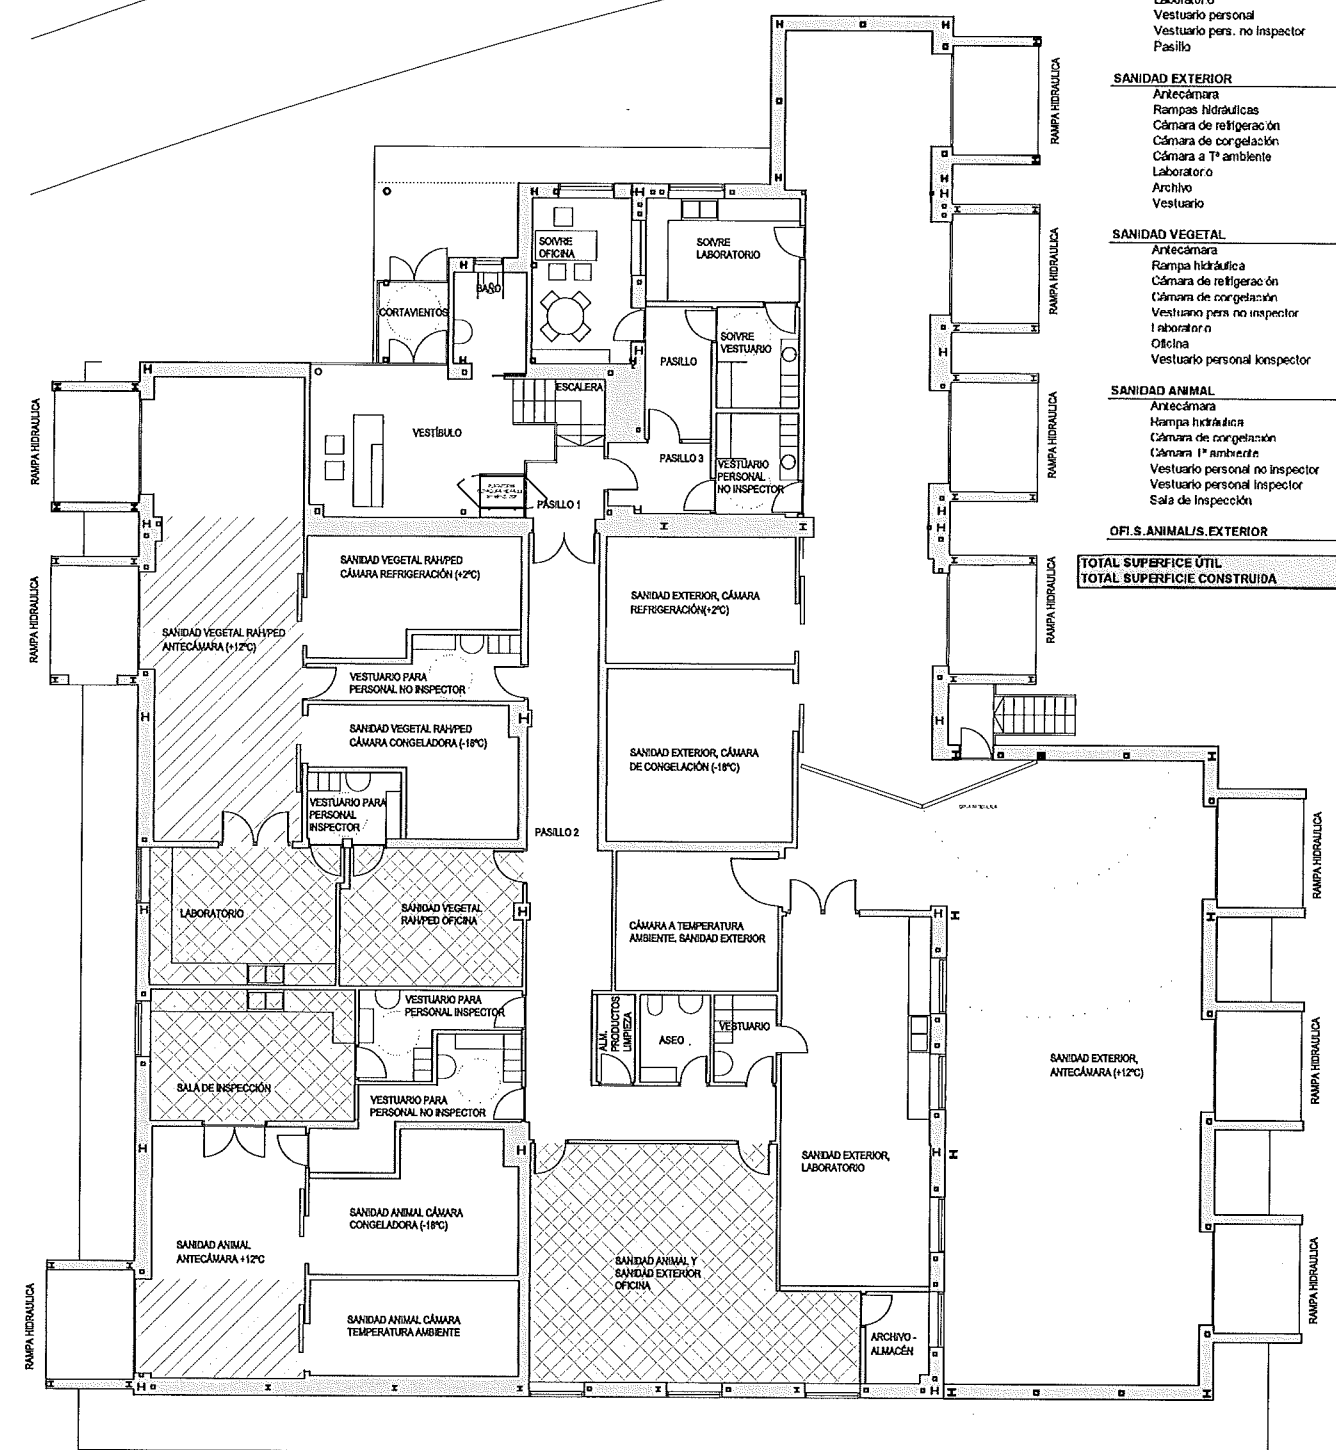 Laboratorio
Vestuario personal
Vestuario pers. no Inspector
Pasillo
SANIDAD EXTERIOR
Antecámara
Rampas hidráulicas
Cámara de refrigeración
Cámara de congelación
Cámara a Tª ambiente
Laboratorio
Archivo
Vestuario
SANIDAD VEGETAL
Antecámara
Rampa hidráulica
Cámara de refrigeración
Cámara de congelación
Vestuario pers no inspector
Laboratorio
Oficina
Vestuario personal ionspector
SANIDAD ANIMAL
Antecámara
Rampa hidráulica
Cámara de congelación
Cámara Tª ambiente
Vestuario personal no inspector
Vestuario personal Inspector
Sala de Inspección
OFI.S.ANIMAL/S.EXTERIOR
TOTAL SUPERFICE ÚTIL
TOTAL SUPERFICIE CONSTRUIDA
RAMPA HIDRAULICA
RAMPA HIDRAULICA
RAMPA HIDRAULICA
RAMPA HIDRAULICA
SOIVRE
OFICINA
SOIVRE
LABORATORIO
BAÑO
CORTAVIENTOS
SOIVRE
VESTUARIO
PASILLO
ESCALERA
VESTÍBULO
PASILLO 3
VESTUARIO
PERSONAL
NO INSPECTOR
PASILLO 1
RAMPA HIDRAULICA
RAMPA HIDRAULICA
SANIDAD VEGETAL RAH/PED
CÁMARA REFRIGERACIÓN (+2ºC)
SANIDAD EXTERIOR, CÁMARA
REFRIGERACIÓN(+2ºC)
SANIDAD VEGETAL RAH/PED
ANTECÁMARA (+12ºC)
VESTUARIO PARA
PERSONAL NO INSPECTOR
SANIDAD VEGETAL RAH/PED
CÁMARA CONGELADORA (-18ºC)
SANIDAD EXTERIOR, CÁMARA
DE CONGELACIÓN (-18ºC)
VESTUARIO PARA
PERSONAL
INSPECTOR
PASILLO 2
LABORATORIO
SANIDAD VEGETAL
RAH/PED OFICINA
CÁMARA A TEMPERATURA
AMBIENTE, SANIDAD EXTERIOR
VESTUARIO PARA
PERSONAL INSPECTOR
ALM.
PRODUCTOS
LIMPIEZA
ASEO
VESTUARIO
SANIDAD EXTERIOR,
ANTECÁMARA (+12ºC)
SALA DE INSPECCIÓN
VESTUARIO PARA
PERSONAL NO INSPECTOR
SANIDAD EXTERIOR,
LABORATORIO
SANIDAD ANIMAL CÁMARA
CONGELADORA (-18ºC)
SANIDAD ANIMAL
ANTECÁMARA +12ºC
SANIDAD ANIMAL Y
SANIDAD EXTERIOR
OFICINA
SANIDAD ANIMAL CÁMARA
TEMPERATURA AMBIENTE
ARCHIVO -
ALMACÉN
RAMPA HIDRAULICA
RAMPA HIDRAULICA
RAMPA HIDRAULICA
RAMPA HIDRAULICA